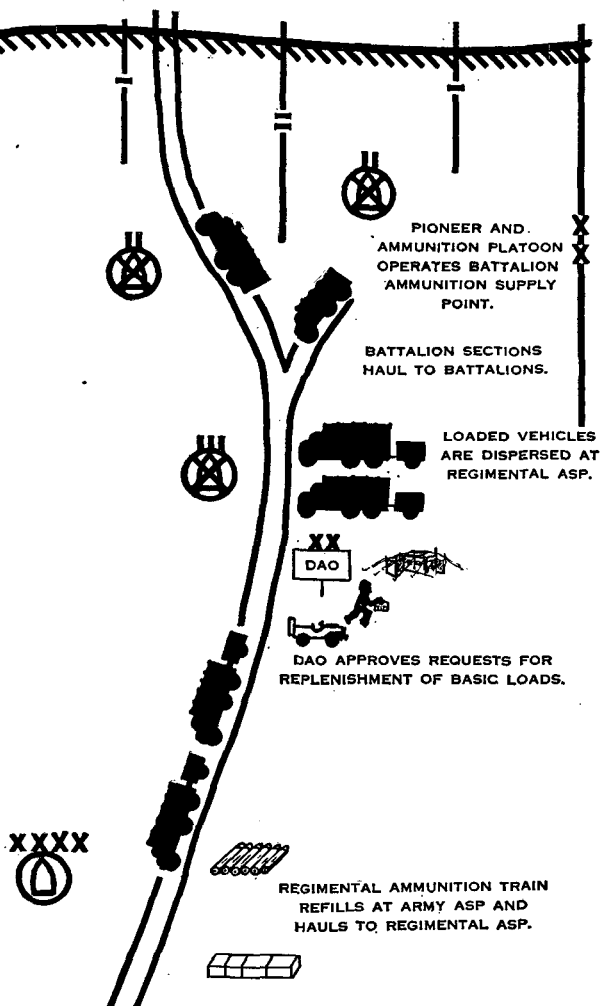 PIONEER AND
AMMUNITION PLATOON
OPERATES BATTALION
AMMUNITION SUPPLY
POINT.
X
X
BATTALION SECTIONS
HAUL TO BATTALIONS.
LOADED VEHICLES
ARE DISPERSED AT
REGIMENTAL ASP.
XX
DAO
DAO APPROVES REQUESTS FOR
REPLENISHMENT OF BASIC LOADS.
XXXX
REGIMENTAL AMMUNITION TRAIN
REFILLS AT ARMY ASP AND
HAULS TO REGIMENTAL ASP.